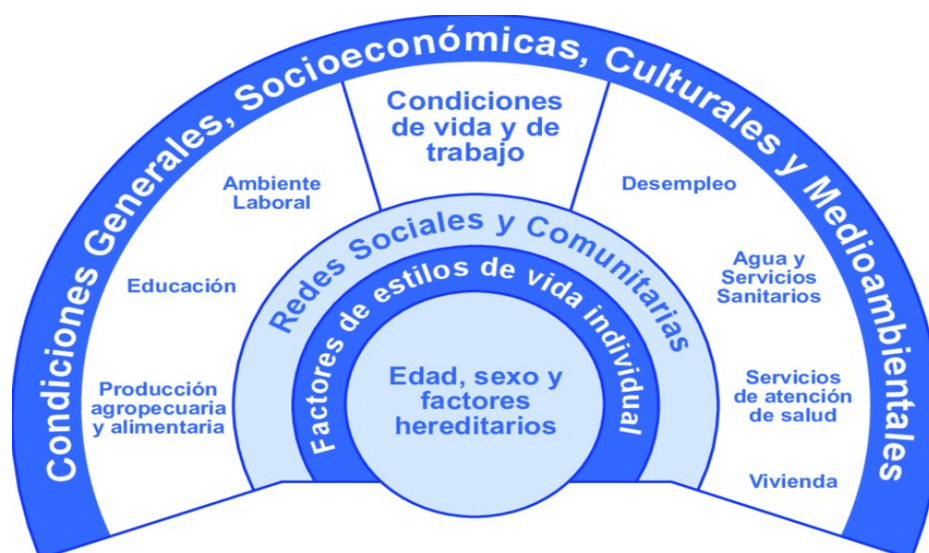 Condiciones Generales, Socioeconómicas, Culturales y Medioambientales
Condiciones
de vida y de
trabajo
Ambiente
Laboral
Desempleo
Redes Sociales y Comunitarias
Educación
Agua y
Servicios
Sanitarios
Factores de estilos de vida individual
Producción
agropecuaria
y alimentaria
Edad, sexo y
factores
hereditarios
Servicios
de atención
de salud
Vivienda